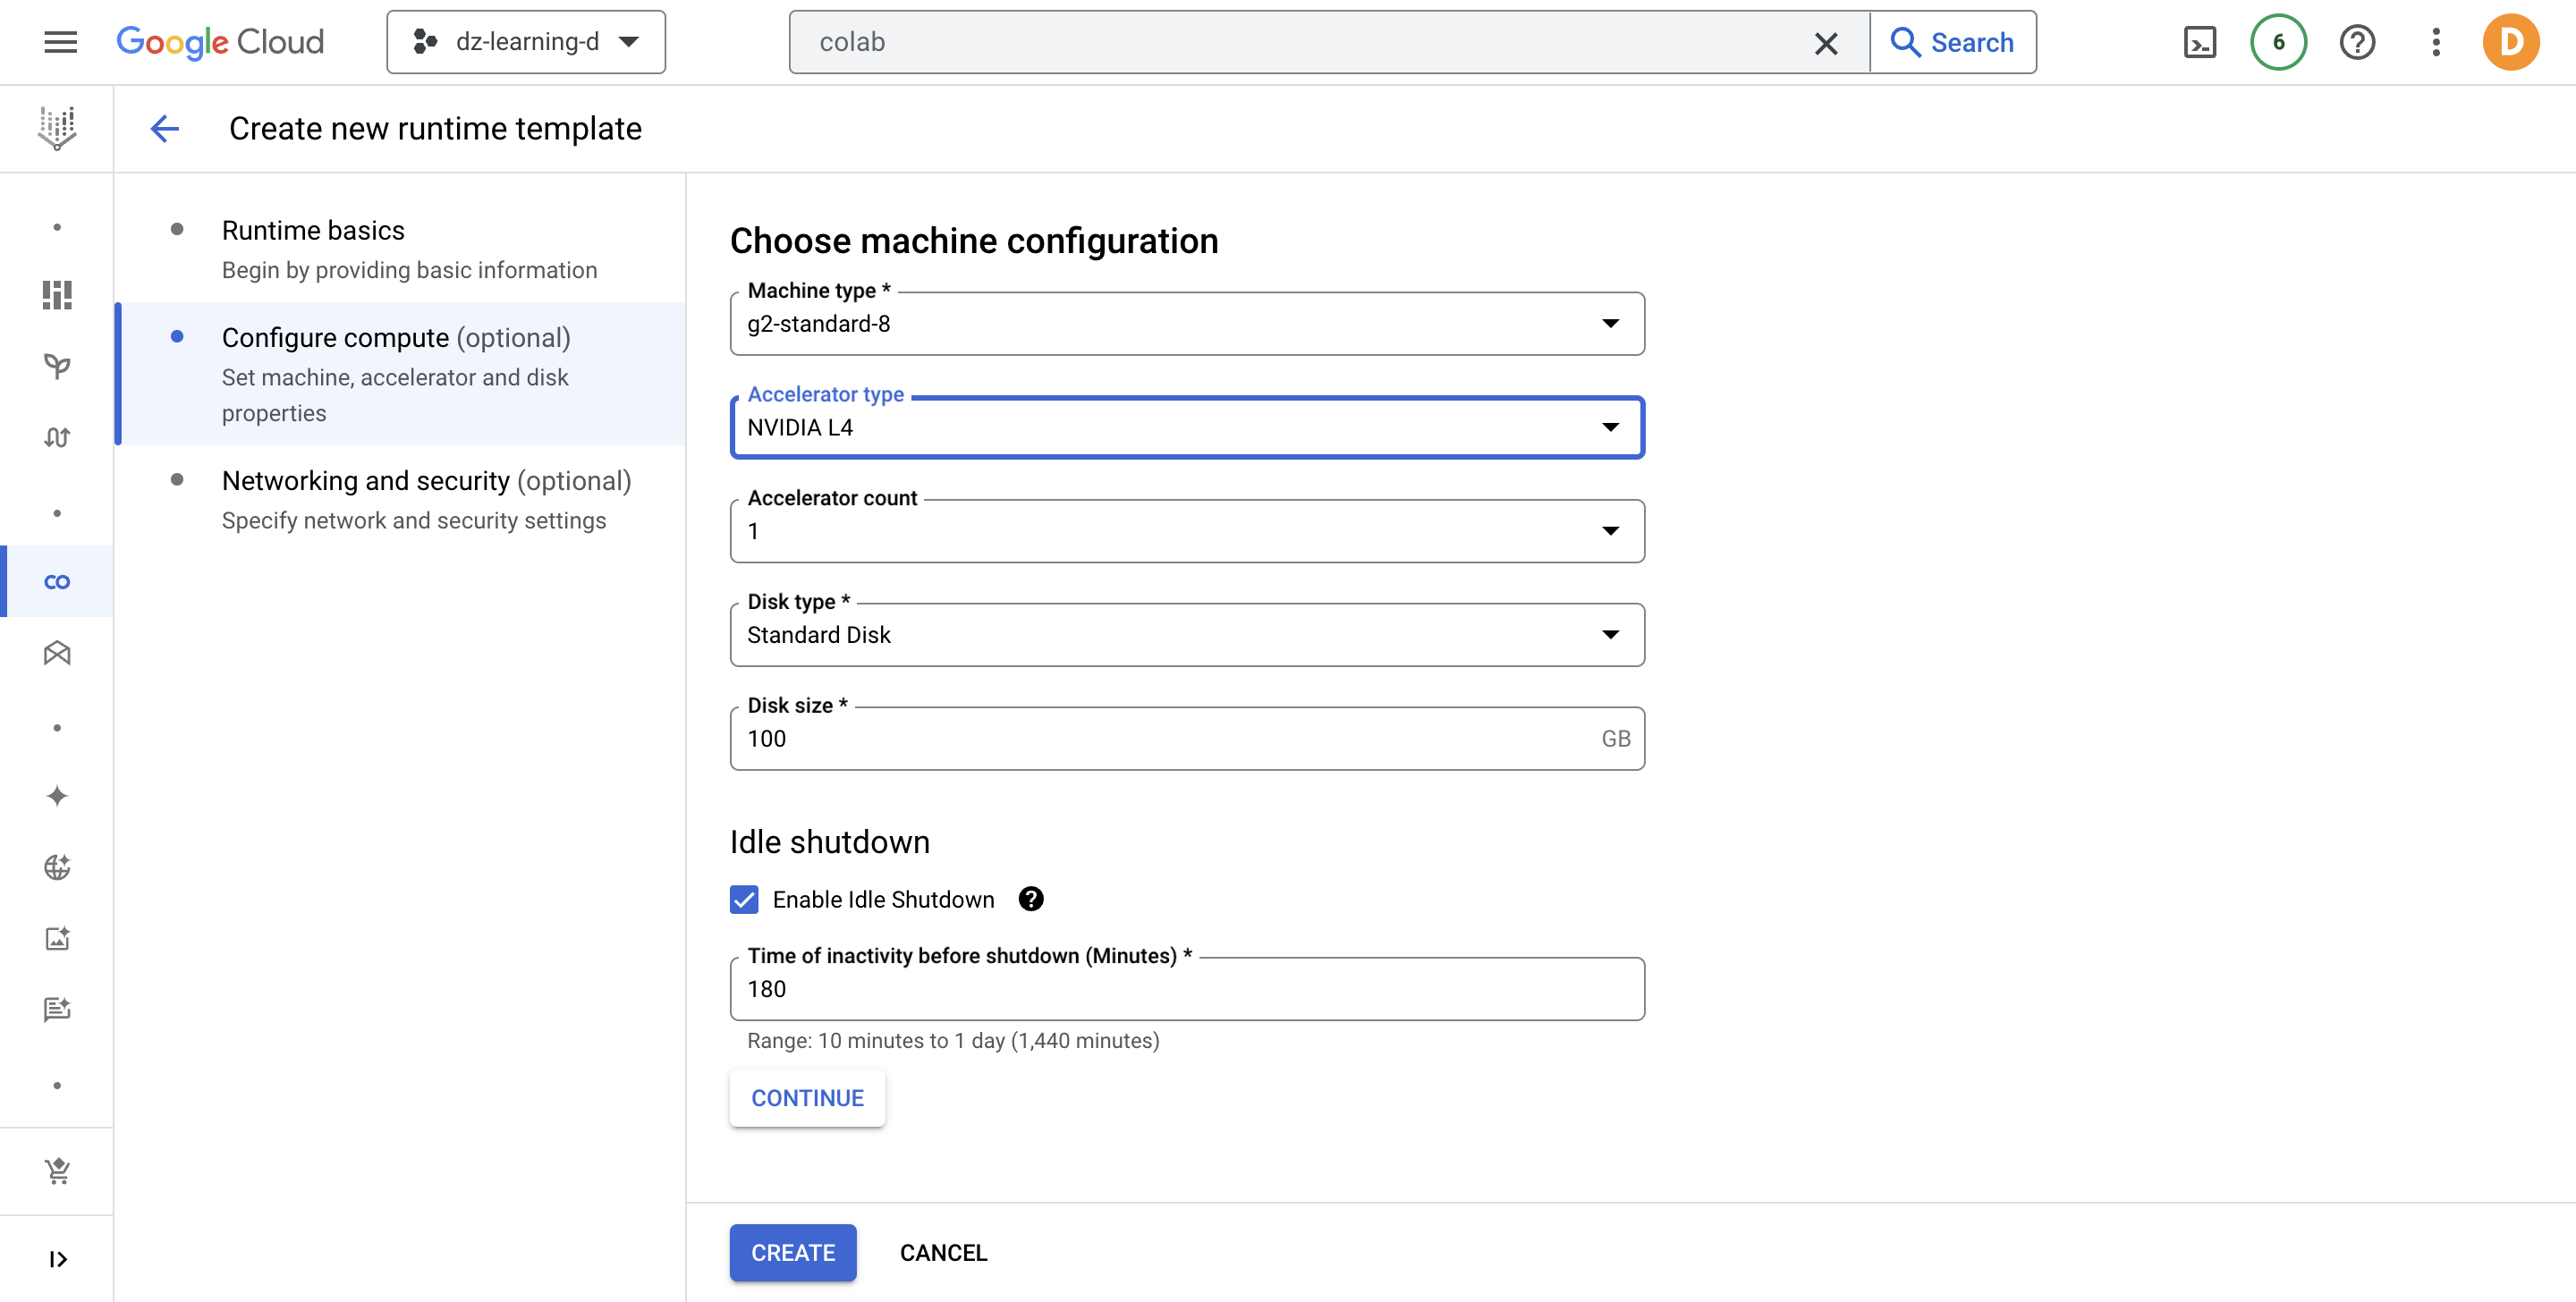 Google Cloud
dz-learning-d
colab
Search
6
D
Create new runtime template
Runtime basics
Begin by providing basic information
Configure compute (optional)
Set machine, accelerator and disk
properties
Networking and security (optional)
Specify network and security settings
Choose machine configuration
Machine type *
g2-standard-8
Accelerator type
NVIDIA L4
Accelerator count
1
Disk type *
Standard Disk
Disk size *
100 GB
Idle shutdown
Enable Idle Shutdown
Time of inactivity before shutdown (Minutes) *
180
Range: 10 minutes to 1 day (1,440 minutes)
CONTINUE
CREATE CANCEL